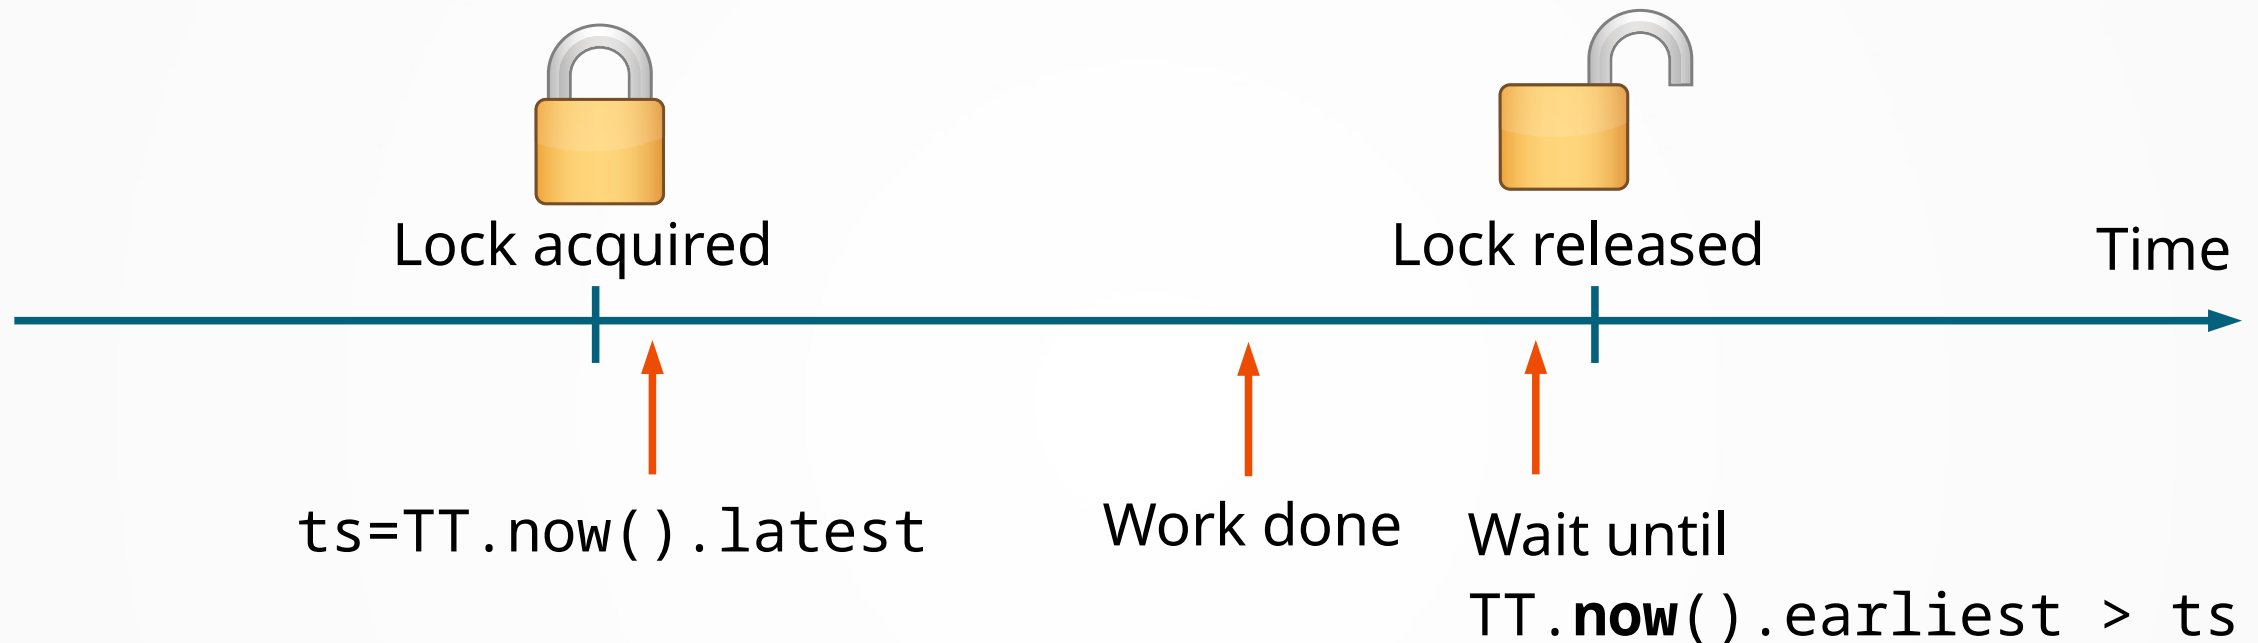 Lock acquired
Lock released
Time
ts=TT.now().latest
Work done
Wait until
TT.now().earliest > ts